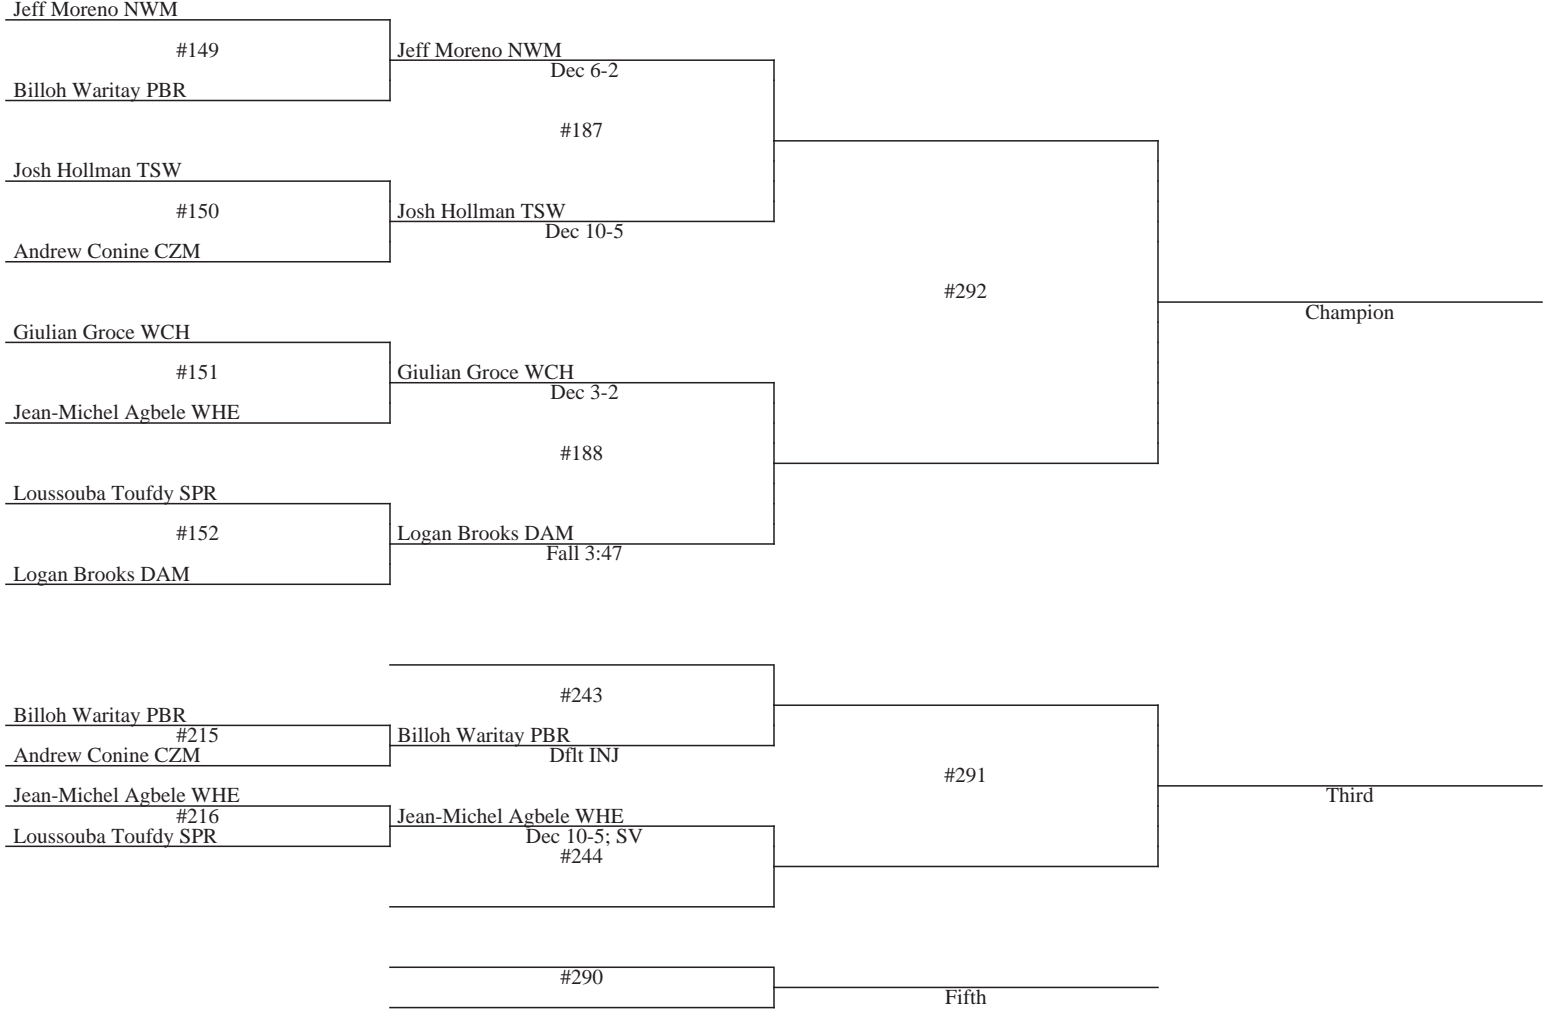 Jeff Moreno NWM
#149
Jeff Moreno NWM
Dec 6-2
Billoh Waritay PBR
#187
Josh Hollman TSW
#150
Josh Hollman TSW
Dec 10-5
Andrew Conine CZM
#292
Champion
Giulian Groce WCH
#151
Giulian Groce WCH
Dec 3-2
Jean-Michel Agbele WHE
#188
Loussouba Toufdy SPR
#152
Logan Brooks DAM
Fall 3:47
Logan Brooks DAM
#243
Billoh Waritay PBR
#215
Billoh Waritay PBR
Andrew Conine CZM
Dflt INJ
#291
Third
Jean-Michel Agbele WHE
#216
Jean-Michel Agbele WHE
Loussouba Toufdy SPR
Dec 10-5; SV
#244
#290
Fifth